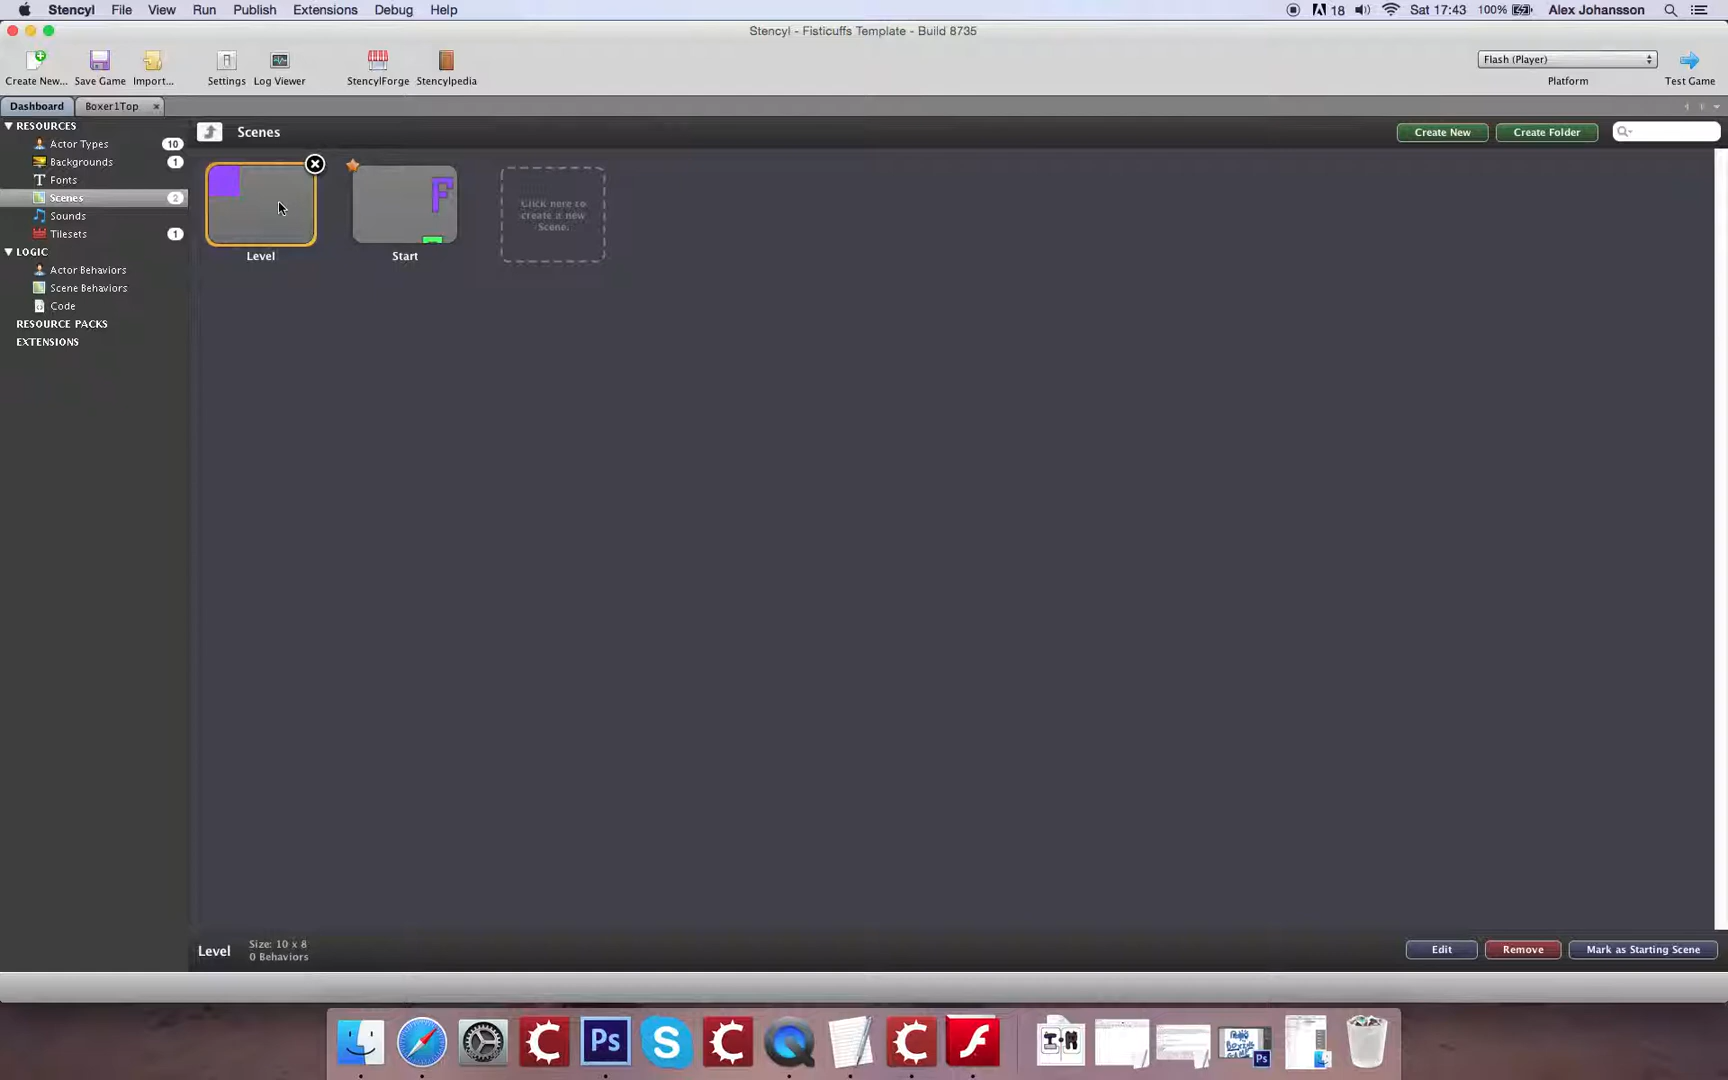 Stencyl File View Run Publish Extensions Debug Help 18 Sat 17:43 100% Alex Johansson
Stencyl - Fisticuffs Template - Build 8735
Create New... Save Game Import... Settings Log Viewer StencylForge Stencylpedia
Flash (Player)
Platform
Test Game
Dashboard Boxer1Top
RESOURCES
Actor Types 10
Backgrounds 1
Fonts
Scenes 2
Sounds
Tilesets 1
LOGIC
Actor Behaviors
Scene Behaviors
Code
RESOURCE PACKS
EXTENSIONS
Scenes
Create New
Create Folder
F
Click here to
create a new
Scene.
Level
Start
Level
Size: 10 x 8
0 Behaviors
Edit
Remove
Mark as Starting Scene
Ps